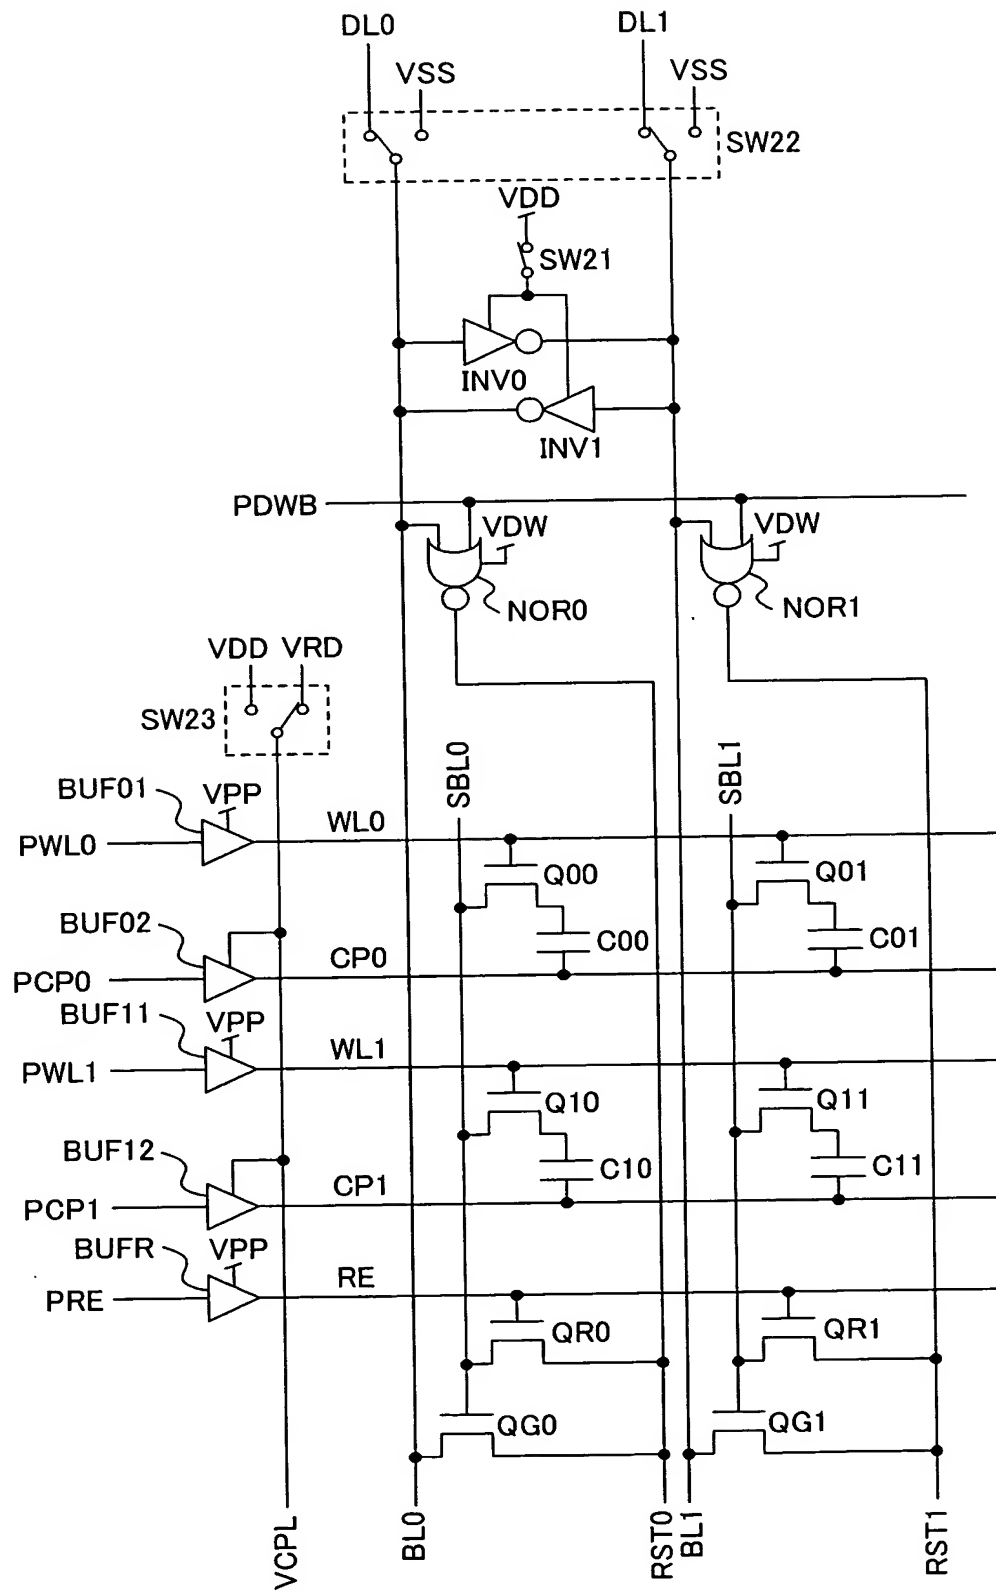 DL0
DL1
VSS
VSS
SW22
VDD
SW21
INV0
INV1
PDWB
VDW
VDW
NOR0
NOR1
VDD
VRD
SW23
SBL0
SBL1
BUF01
VPP
PWL0
WL0
Q00
Q01
BUF02
C00
C01
PCP0
CP0
BUF11
VPP
PWL1
WL1
Q10
Q11
BUF12
C10
C11
PCP1
CP1
BUFR
VPP
PRE
RE
QR0
QR1
QG0
QG1
VCPL
BL0
RST0
BL1
RST1